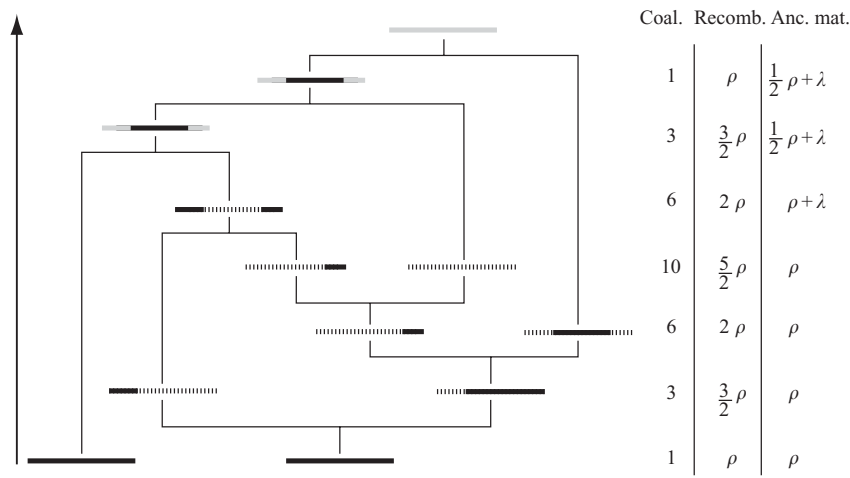 Coal. Recomb. Anc. mat.
1 ρ 1/2 ρ + λ
3 3/2 ρ 1/2 ρ + λ
6 2 ρ ρ + λ
10 5/2 ρ ρ
6 2 ρ ρ
3 3/2 ρ ρ
1 ρ ρ